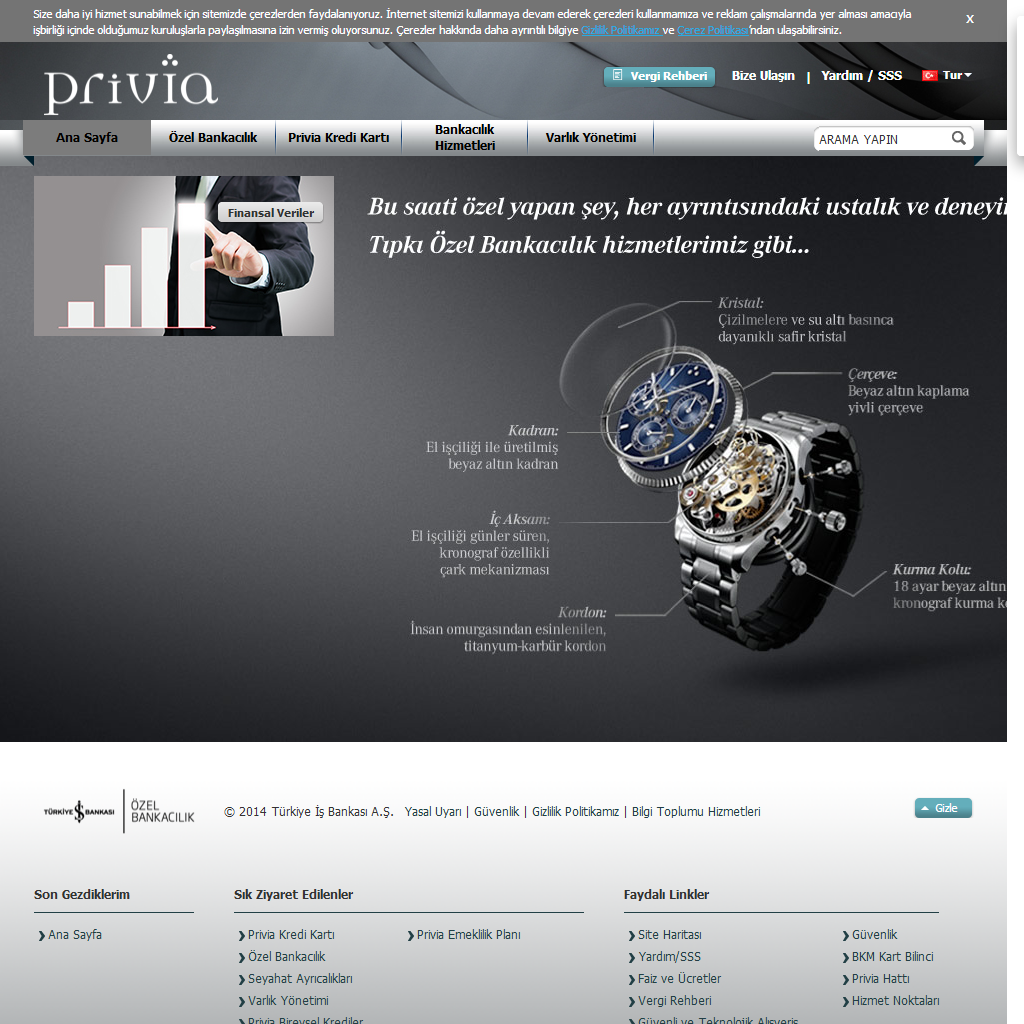 Size daha iyi hizmet sunabilmek için sitemizde çerezlerden faydalanıyoruz. İnternet sitemizi kullanmaya devam ederek çerezleri kullanmamıza ve reklam çalışmalarında yer alması amacıyla
işbirliği içinde olduğumuz kuruluşlarla paylaşılmasına izin vermiş oluyorsunuz. Çerezler hakkında daha ayrıntılı bilgiye Gizlilik Politikamız ve Çerez Politikası'ndan ulaşabilirsiniz.
x
privia
Vergi Rehberi
Bize Ulaşın | Yardım / SSS
Tur
Ana Sayfa
Özel Bankacılık
Privia Kredi Kartı
Bankacılık
Hizmetleri
Varlık Yönetimi
ARAMA YAPIN
Finansal Veriler
Bu saati özel yapan şey, her ayrıntısındaki ustalık ve
Tıpkı Özel Bankacılık hizmetlerimiz gibi...
Kristal:
Çizilmelere ve su altı basınca
dayanıklı safir kristal
Çerçeve:
Beyaz altın kaplama
yivli çerçeve
Kadran:
El işçiliği ile üretilmiş
beyaz altın kadran
İç Aksam:
El işçiliği günler süren,
kronograf özellikli
çark mekanizması
Kurma Kolu:
18 ayar beyaz altın
kronograf kurma
Kordon:
İnsan omurgasından esinlenilen,
titanyum-karbür kordon
TÜRKİYE İŞ BANKASI
ÖZEL
BANKACILIK
© 2014 Türkiye İş Bankası A.Ş. Yasal Uyarı | Güvenlik | Gizlilik Politikamız | Bilgi Toplumu Hizmetleri
Gizle
Son Gezdiklerim
Ana Sayfa
Sık Ziyaret Edilenler
Privia Kredi Kartı
Özel Bankacılık
Seyahat Ayrıcalıkları
Varlık Yönetimi
Privia Bireysel Krediler
Privia Emeklilik Planı
Faydalı Linkler
Site Haritası
Yardım/SSS
Faiz ve Ücretler
Vergi Rehberi
Güvenli ve Teknolojik Alışveriş
Güvenlik
BKM Kart Bilinci
Privia Hattı
Hizmet Noktaları